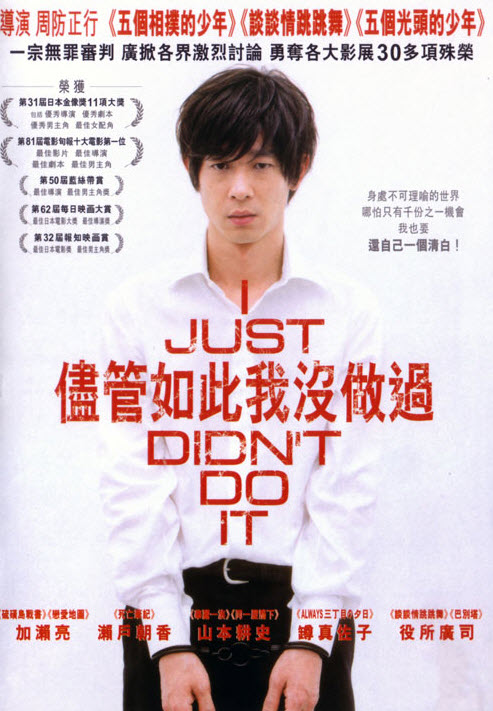 導演 周防正行《五個相撲的少年》《談談情跳跳舞》《五個光頭的少年》
一宗無罪審判 廣掀各界激烈討論 勇奪各大影展30多項殊榮
榮獲
第31屆日本金像獎11項大獎
包括 優秀導演 優秀劇本
優秀男主角 最佳女配角
第81屆電影旬報十大電影第一位
最佳影片 最佳導演
最佳劇本 最佳男主角
第50屆藍絲帶賞
最佳導演獎 最佳男主角獎
第62屆每日映画大賞
最佳日本電影大獎 最佳導演獎
第32屆報知映画賞
最佳日本電影獎 最佳男主角獎
身處不可理喻的世界
哪怕只有千份之一機會
我也要
還自己一個清白！
I
JUST
儘管如此我沒做過
DIDN'T
DO
IT
《硫磺島戰書》《戀愛地圖》
加瀨亮
《死亡筆記》
瀨戶朝香
山本耕史
《ALWAYS三丁目の夕日》
鱒真佐子
《談談情跳跳舞》《巴別塔》
役所廣司